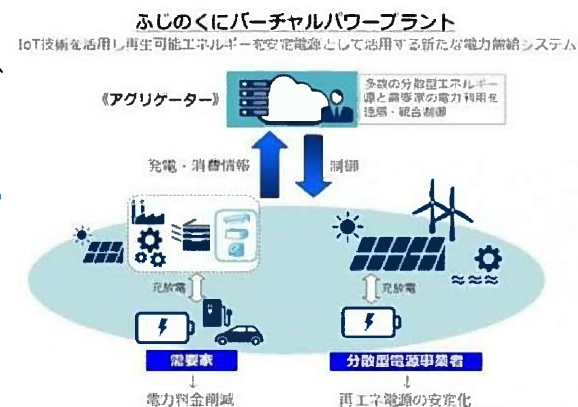 ふじのくにバーチャルパワープラント
IoT技術を活用し再生可能エネルギーを安定電源として活用する新たな電力需給システム
《アグリゲーター》
多数の分散型エネルギー
源と需要家の電力利用を
遠隔・統合制御
発電・消費情報
制御
充放電
充放電
需要家
分散型電源事業者
電力料金削減
再エネ電源の安定化